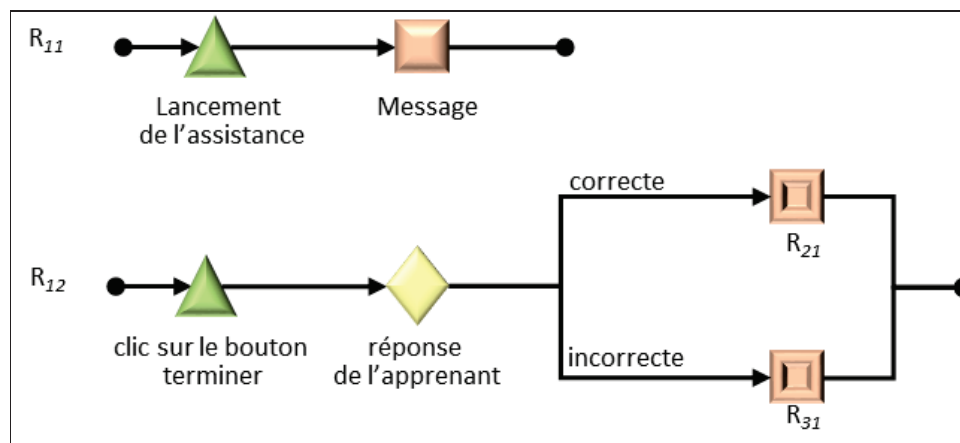 R11
Lancement
de l’assistance
Message
R12
clic sur le bouton
terminer
réponse
de l’apprenant
correcte
R21
incorrecte
R31